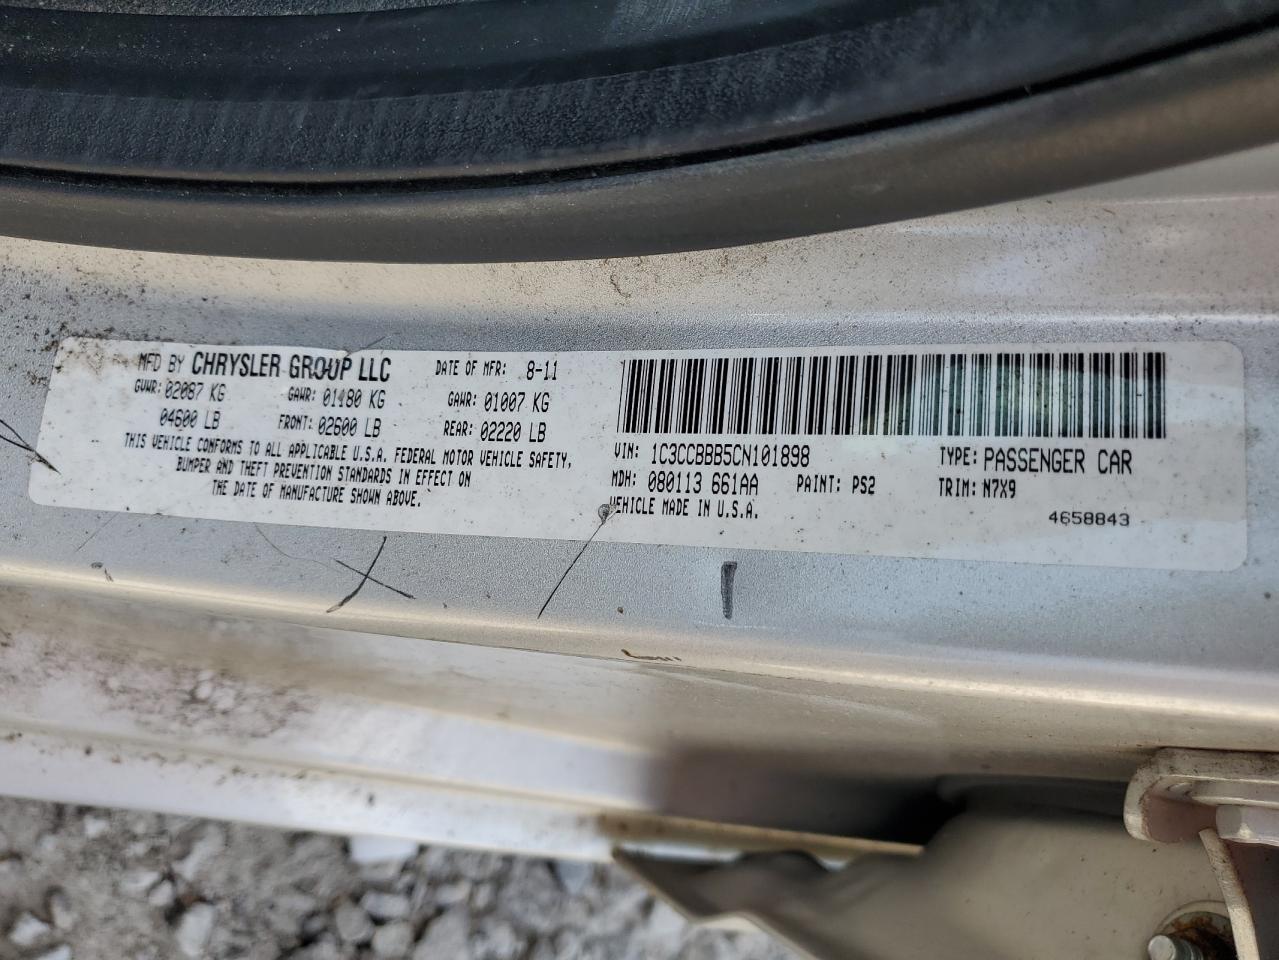 MFD BY CHRYSLER GROUP LLC DATE OF MFR: 8-11
GVWR: 02087 KG GAWR: 01180 KG GAWR: 01007 KG
04600 LB FRONT: 02600 LB REAR: 02220 LB
THIS VEHICLE CONFORMS TO ALL APPLICABLE U.S.A. FEDERAL MOTOR VEHICLE SAFETY,
BUMPER AND THEFT PREVENTION STANDARDS IN EFFECT ON
THE DATE OF MANUFACTURE SHOWN ABOVE.
VIN: 1C3CCBBB5CN101898 TYPE: PASSENGER CAR
MDH: 080113 661AA PAINT: PS2 TRIM: N7X9
VEHICLE MADE IN U.S.A. 4658843